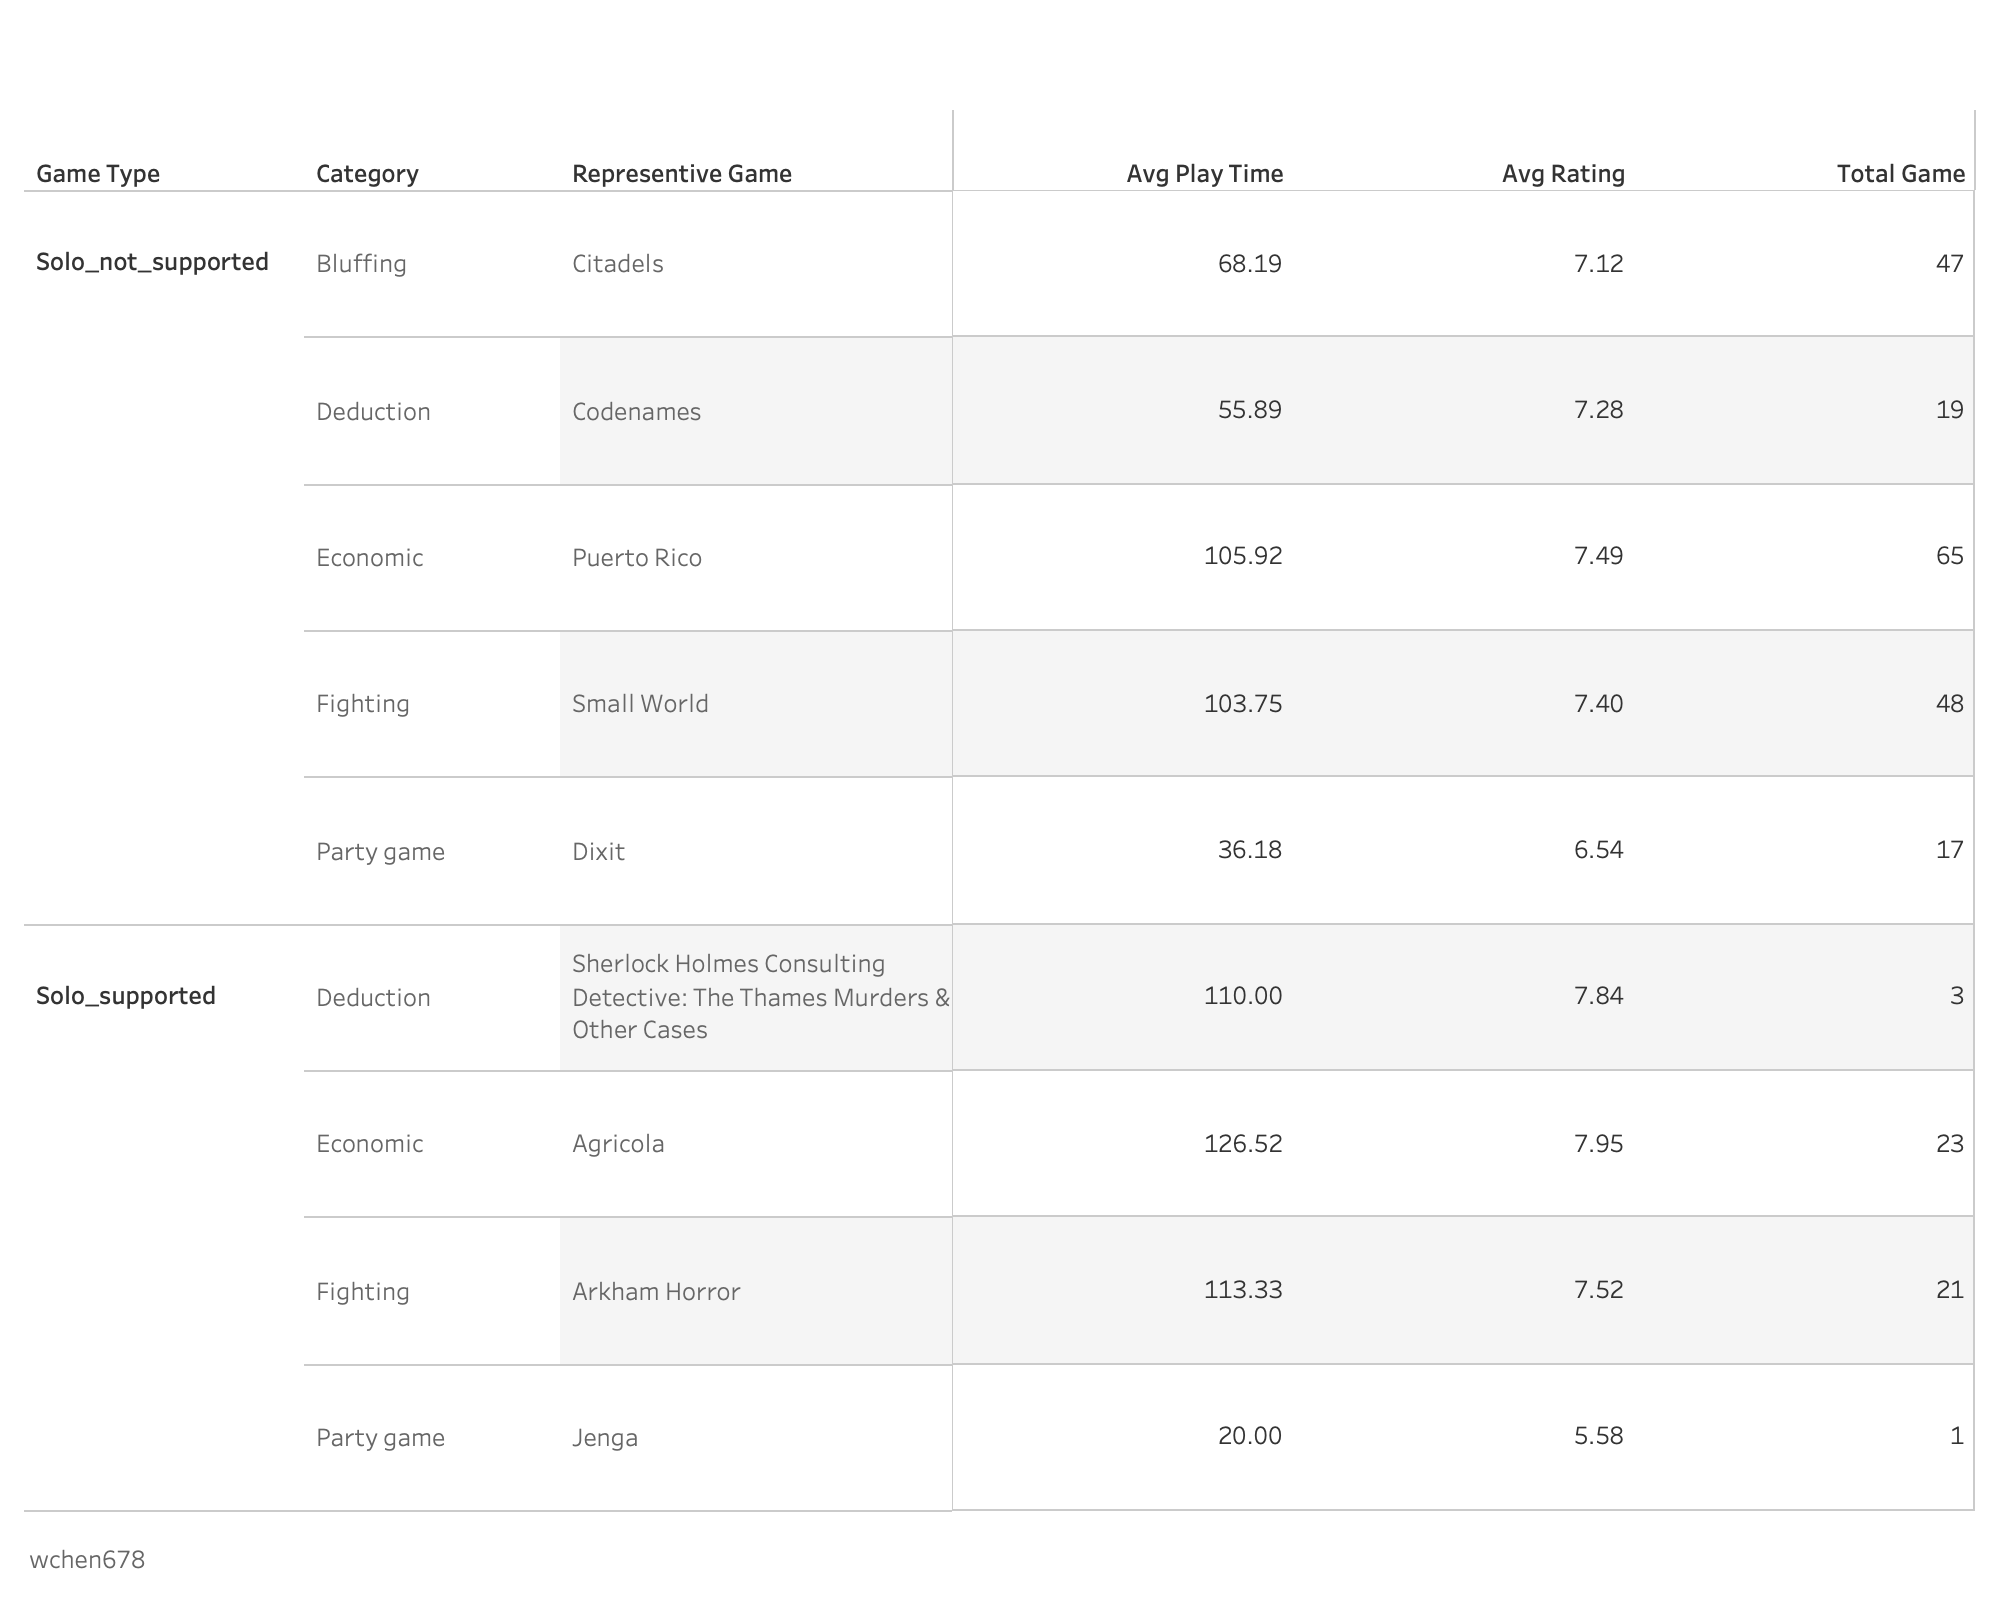 Game Type Category Representive Game Avg Play Time Avg Rating Total Game
Solo_not_supported Bluffing Citadels 68.19 7.12 47
Deduction Codenames 55.89 7.28 19
Economic Puerto Rico 105.92 7.49 65
Fighting Small World 103.75 7.40 48
Party game Dixit 36.18 6.54 17
Sherlock Holmes Consulting
Solo_supported Deduction Detective: The Thames Murders & 110.00 7.84 3
Other Cases
Economic Agricola 126.52 7.95 23
Fighting Arkham Horror 113.33 7.52 21
Party game Jenga 20.00 5.58 1
wchen678